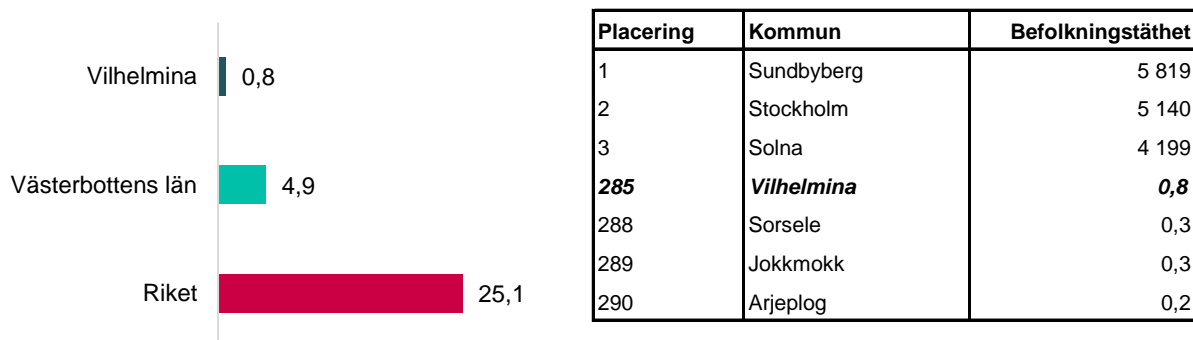 Vilhelmina 0,8
Västerbottens län 4,9
Riket 25,1
Placering Kommun Befolkningstäthet
1 Sundbyberg 5 819
2 Stockholm 5 140
3 Solna 4 199
285 Vilhelmina 0,8
288 Sorsele 0,3
289 Jokkmokk 0,3
290 Arjeplog 0,2